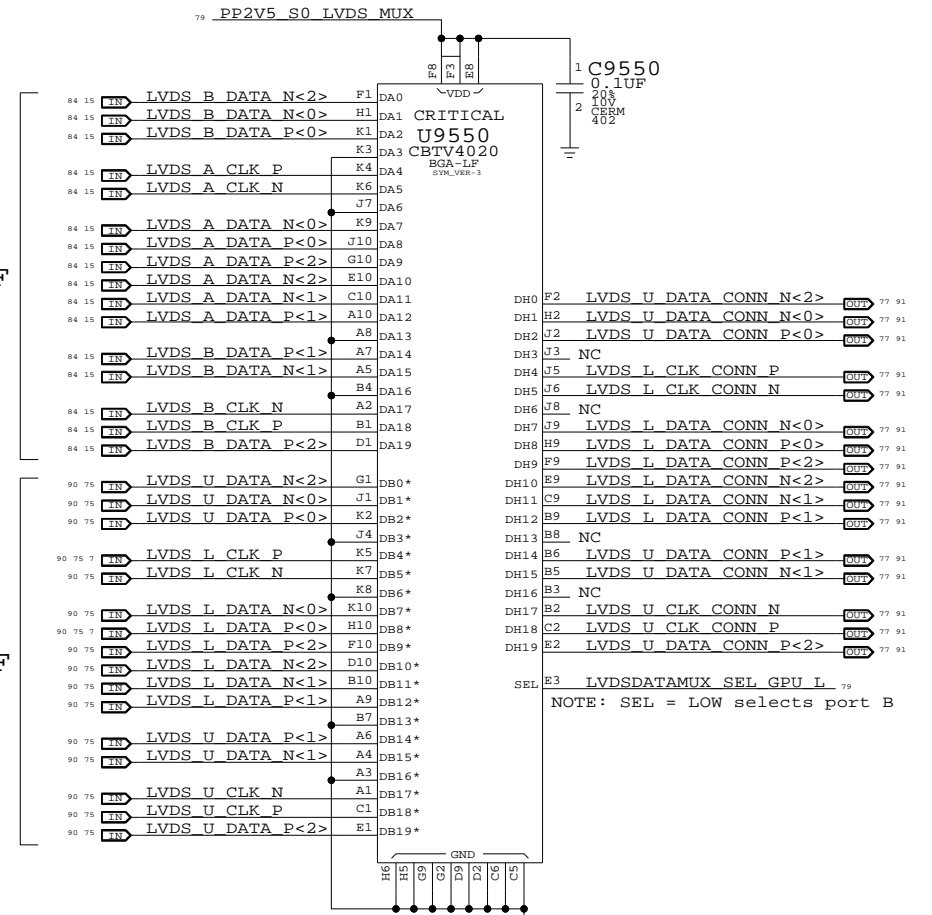 79 PP2V5_S0_LVDS_MUX
F8 F3 E8
VDD
1 C9550
0.1UF
20%
10V
2 CERM
402
CRITICAL
U9550
CBTV4020
BGA-LF
SYM_VER-3
84 15 IN LVDS_B_DATA_N<2> F1 DA0
84 15 IN LVDS_B_DATA_N<0> H1 DA1
84 15 IN LVDS_B_DATA_P<0> K1 DA2
K3 DA3
84 15 IN LVDS_A_CLK_P K4 DA4
84 15 IN LVDS_A_CLK_N K6 DA5
J7 DA6
84 15 IN LVDS_A_DATA_N<0> K9 DA7
84 15 IN LVDS_A_DATA_P<0> J10 DA8
84 15 IN LVDS_A_DATA_P<2> G10 DA9
84 15 IN LVDS_A_DATA_N<2> E10 DA10
84 15 IN LVDS_A_DATA_N<1> C10 DA11
84 15 IN LVDS_A_DATA_P<1> A10 DA12
A8 DA13
84 15 IN LVDS_B_DATA_P<1> A7 DA14
84 15 IN LVDS_B_DATA_N<1> A5 DA15
B4 DA16
84 15 IN LVDS_B_CLK_N A2 DA17
84 15 IN LVDS_B_CLK_P B1 DA18
84 15 IN LVDS_B_DATA_P<2> D1 DA19
90 75 IN LVDS_U_DATA_N<2> G1 DB0*
90 75 IN LVDS_U_DATA_N<0> J1 DB1*
90 75 IN LVDS_U_DATA_P<0> K2 DB2*
J4 DB3*
90 75 7 IN LVDS_L_CLK_P K5 DB4*
90 75 IN LVDS_L_CLK_N K7 DB5*
K8 DB6*
90 75 IN LVDS_L_DATA_N<0> K10 DB7*
90 75 7 IN LVDS_L_DATA_P<0> H10 DB8*
90 75 IN LVDS_L_DATA_P<2> F10 DB9*
90 75 IN LVDS_L_DATA_N<2> D10 DB10*
90 75 IN LVDS_L_DATA_N<1> B10 DB11*
90 75 IN LVDS_L_DATA_P<1> A9 DB12*
B7 DB13*
90 75 IN LVDS_U_DATA_P<1> A6 DB14*
90 75 IN LVDS_U_DATA_N<1> A4 DB15*
A3 DB16*
90 75 IN LVDS_U_CLK_N A1 DB17*
90 75 IN LVDS_U_CLK_P C1 DB18*
90 75 IN LVDS_U_DATA_P<2> E1 DB19*
DH0 F2 LVDS_U_DATA_CONN_N<2> OUT 77 91
DH1 H2 LVDS_U_DATA_CONN_N<0> OUT 77 91
DH2 J2 LVDS_U_DATA_CONN_P<0> OUT 77 91
DH3 J3 NC
DH4 J5 LVDS_L_CLK_CONN_P OUT 77 91
DH5 J6 LVDS_L_CLK_CONN_N OUT 77 91
DH6 J8 NC
DH7 J9 LVDS_L_DATA_CONN_N<0> OUT 77 91
DH8 H9 LVDS_L_DATA_CONN_P<0> OUT 77 91
DH9 F9 LVDS_L_DATA_CONN_P<2> OUT 77 91
DH10 E9 LVDS_L_DATA_CONN_N<2> OUT 77 91
DH11 C9 LVDS_L_DATA_CONN_N<1> OUT 77 91
DH12 B9 LVDS_L_DATA_CONN_P<1> OUT 77 91
DH13 B8 NC
DH14 B6 LVDS_U_DATA_CONN_P<1> OUT 77 91
DH15 B5 LVDS_U_DATA_CONN_N<1> OUT 77 91
DH16 B3 NC
DH17 B2 LVDS_U_CLK_CONN_N OUT 77 91
DH18 C2 LVDS_U_CLK_CONN_P OUT 77 91
DH19 E2 LVDS_U_DATA_CONN_P<2> OUT 77 91
SEL E3 LVDSDATAMUX_SEL_GPU_L 79
NOTE: SEL = LOW selects port B
GND
H6 H5 G9 G2 D9 D2 C6 C5